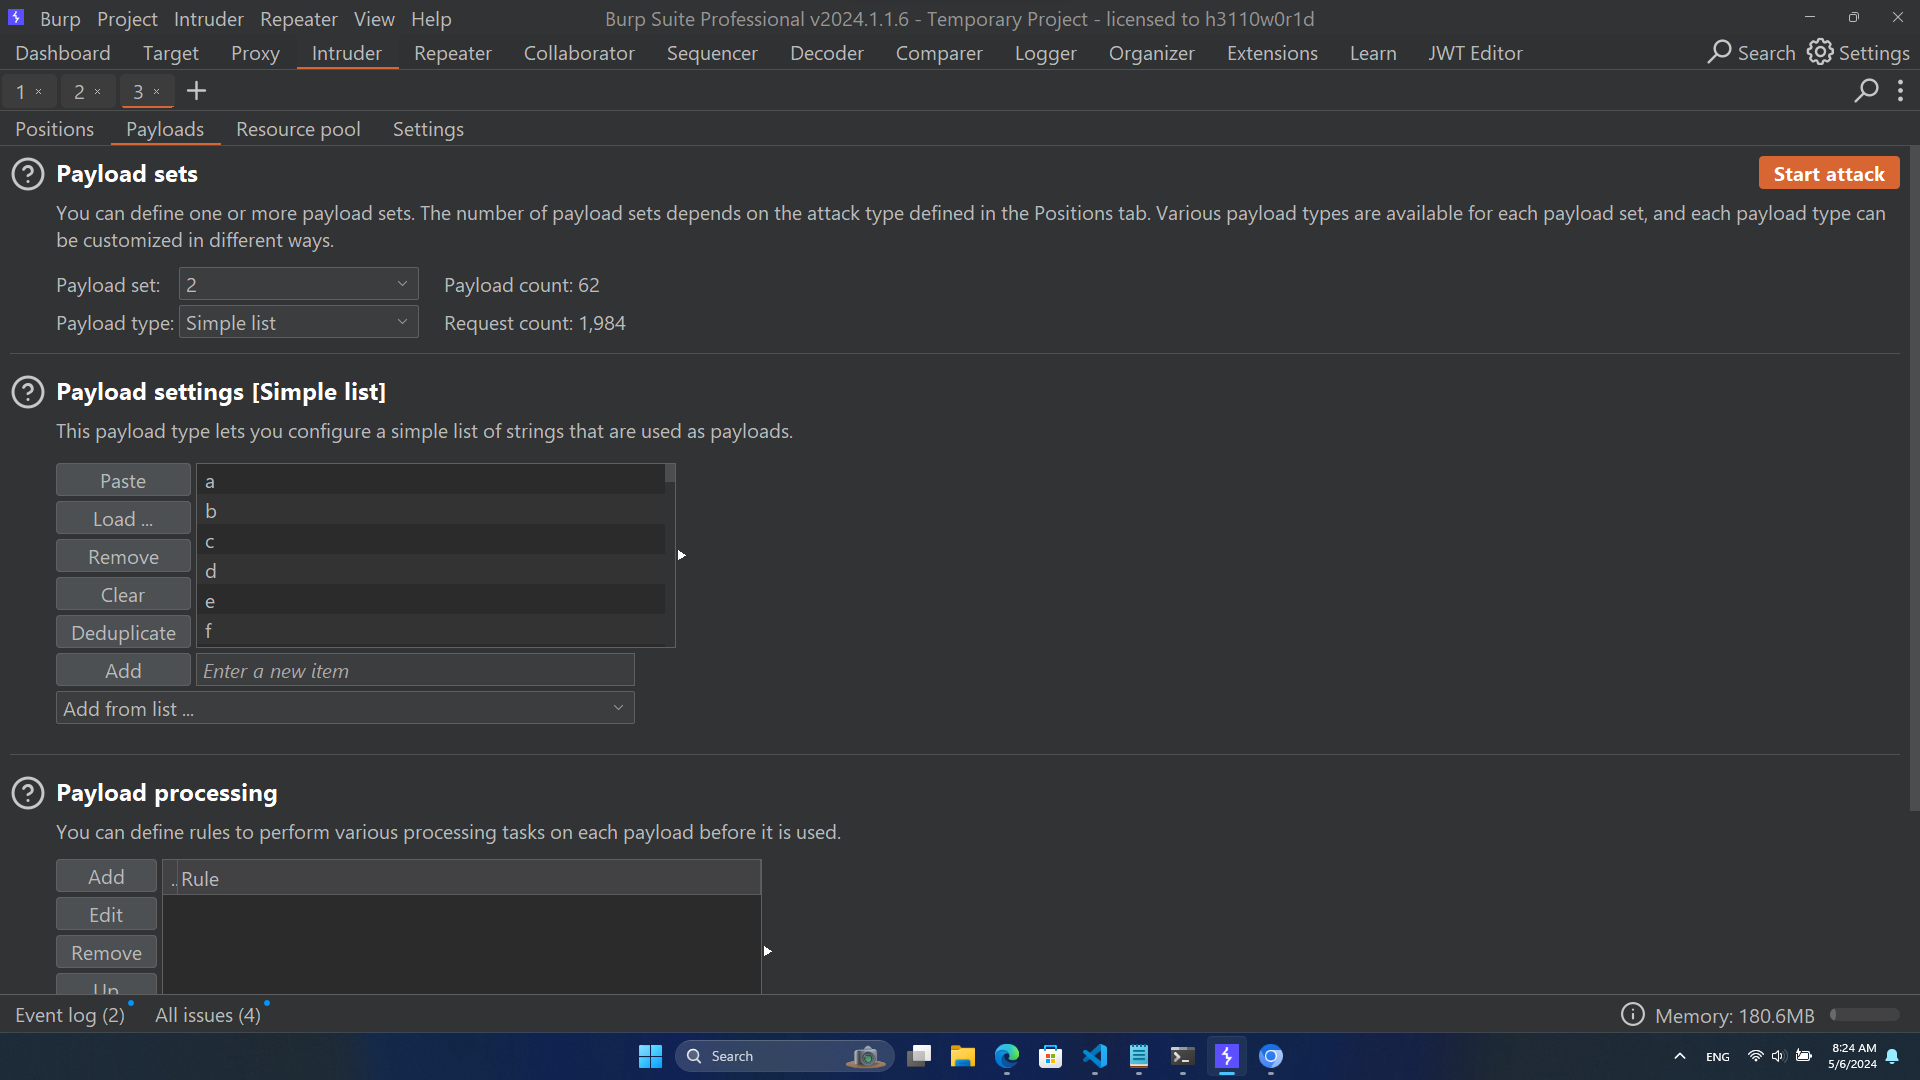 Burp Project Intruder Repeater View Help
Burp Suite Professional v2024.1.1.6 - Temporary Project - licensed to h3110w0r1d
Dashboard Target Proxy Intruder Repeater Collaborator Sequencer Decoder Comparer Logger Organizer Extensions Learn JWT Editor
Search Settings
1 × 2 × 3 × +
Positions Payloads Resource pool Settings
? Payload sets
Start attack
You can define one or more payload sets. The number of payload sets depends on the attack type defined in the Positions tab. Various payload types are available for each payload set, and each payload type can
be customized in different ways.
Payload set: 2 Payload count: 62
Payload type: Simple list Request count: 1,984
? Payload settings [Simple list]
This payload type lets you configure a simple list of strings that are used as payloads.
Paste
Load ...
Remove
Clear
Deduplicate
a
b
c
d
e
f
Add Enter a new item
Add from list ...
? Payload processing
You can define rules to perform various processing tasks on each payload before it is used.
Add
Edit
Remove
Up
.. Rule
Event log (2) All issues (4)
Memory: 180.6MB
Search
ENG
8:24 AM
5/6/2024